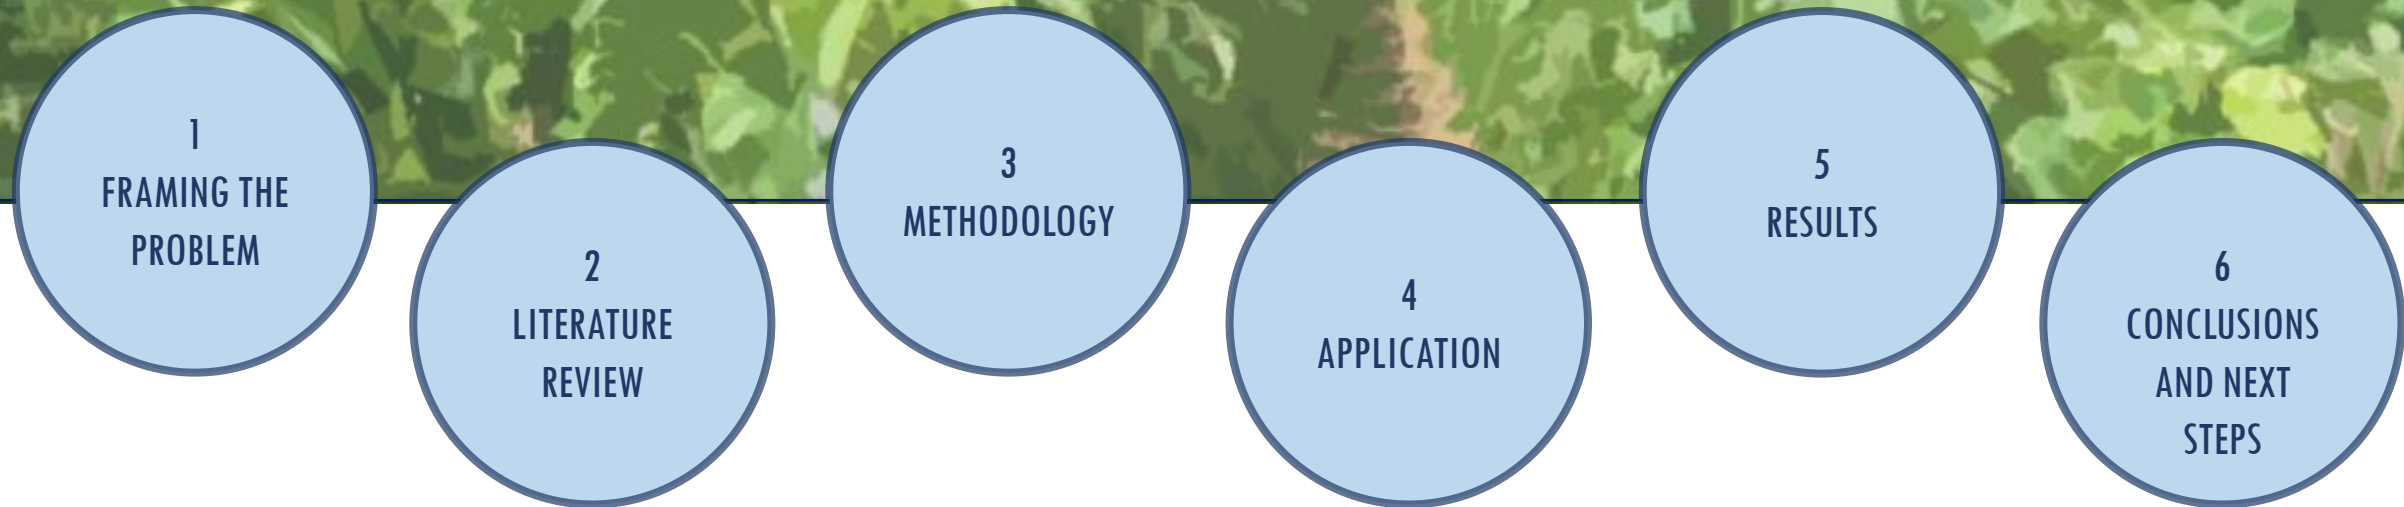 1
FRAMING THE
PROBLEM
2
LITERATURE
REVIEW
3
METHODOLOGY
4
APPLICATION
5
RESULTS
6
CONCLUSIONS
AND NEXT
STEPS